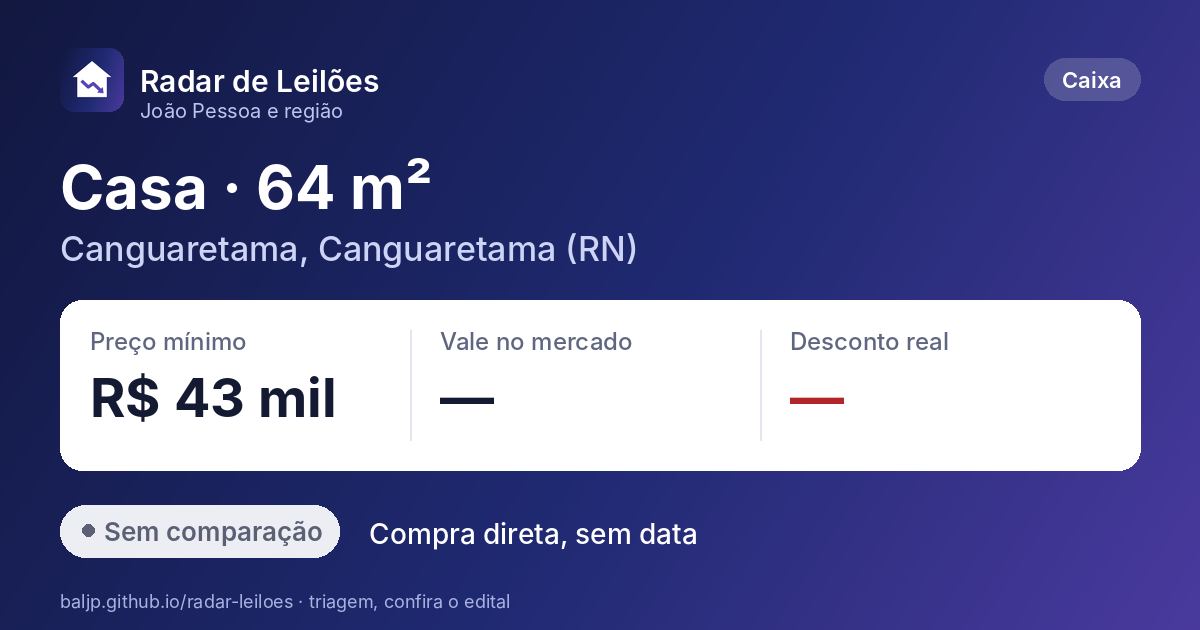 Radar de Leilões
João Pessoa e região
Caixa
Casa · 64 m²
Canguaretama, Canguaretama (RN)
Preço mínimo
R$ 43 mil
Vale no mercado
—
Desconto real
—
Sem comparação
Compra direta, sem data
baljp.github.io/radar-leiloes · triagem, confira o edital